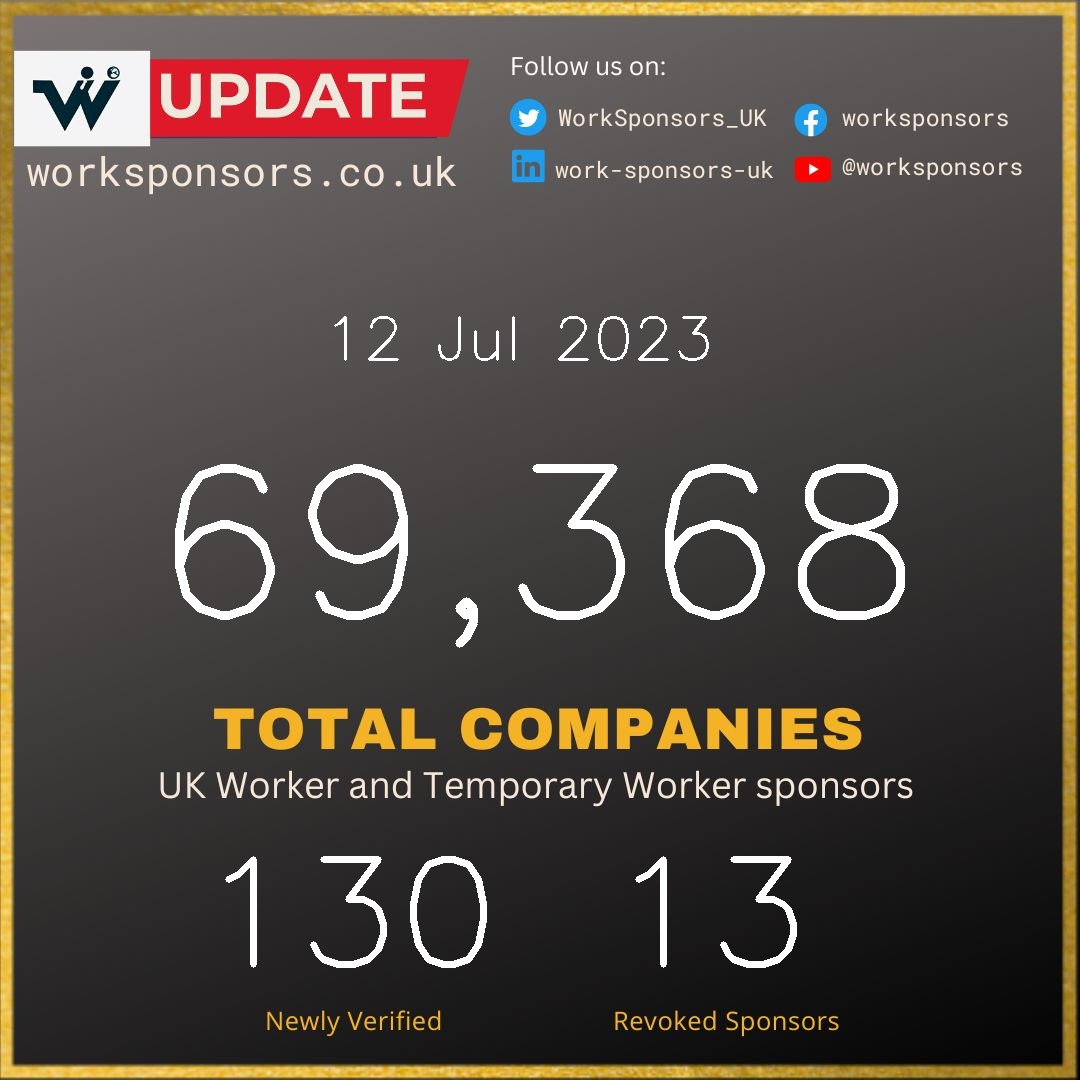 UPDATE
worksponsors.co.uk
Follow us on:
WorkSponsors_UK
worksponsors
work-sponsors-uk
@worksponsors
12 Jul 2023
69,368
TOTAL COMPANIES
UK Worker and Temporary Worker sponsors
130 13
Newly Verified Revoked Sponsors